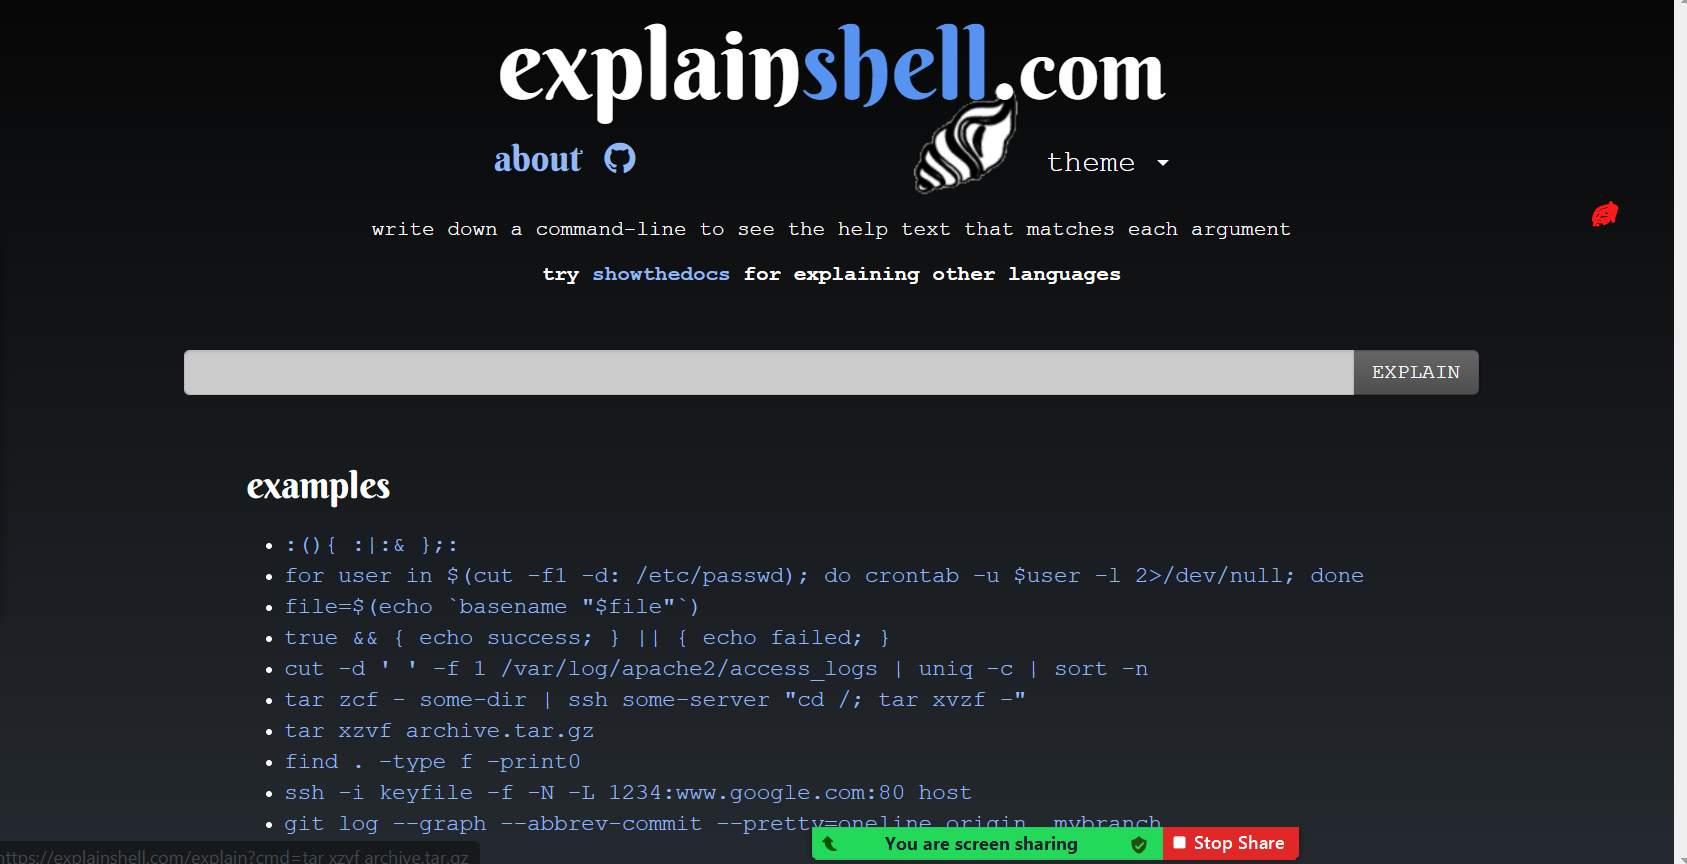 explainshell.com
about
theme
write down a command-line to see the help text that matches each argument
try showthedocs for explaining other languages
EXPLAIN
examples
:(){ :|:& };:
for user in $(cut -f1 -d: /etc/passwd); do crontab -u $user -l 2>/dev/null; done
file=$(echo `basename "$file"`)
true && { echo success; } || { echo failed; }
cut -d ' ' -f 1 /var/log/apache2/access_logs | uniq -c | sort -n
tar zcf - some-dir | ssh some-server "cd /; tar xvzf -"
tar xzvf archive.tar.gz
find . -type f -print0
ssh -i keyfile -f -N -L 1234:www.google.com:80 host
git log --graph --abbrev-commit --pretty=oneline origin..mybranch
You are screen sharing
Stop Share
https://explainshell.com/explain?cmd=tar xzvf archive.tar.gz